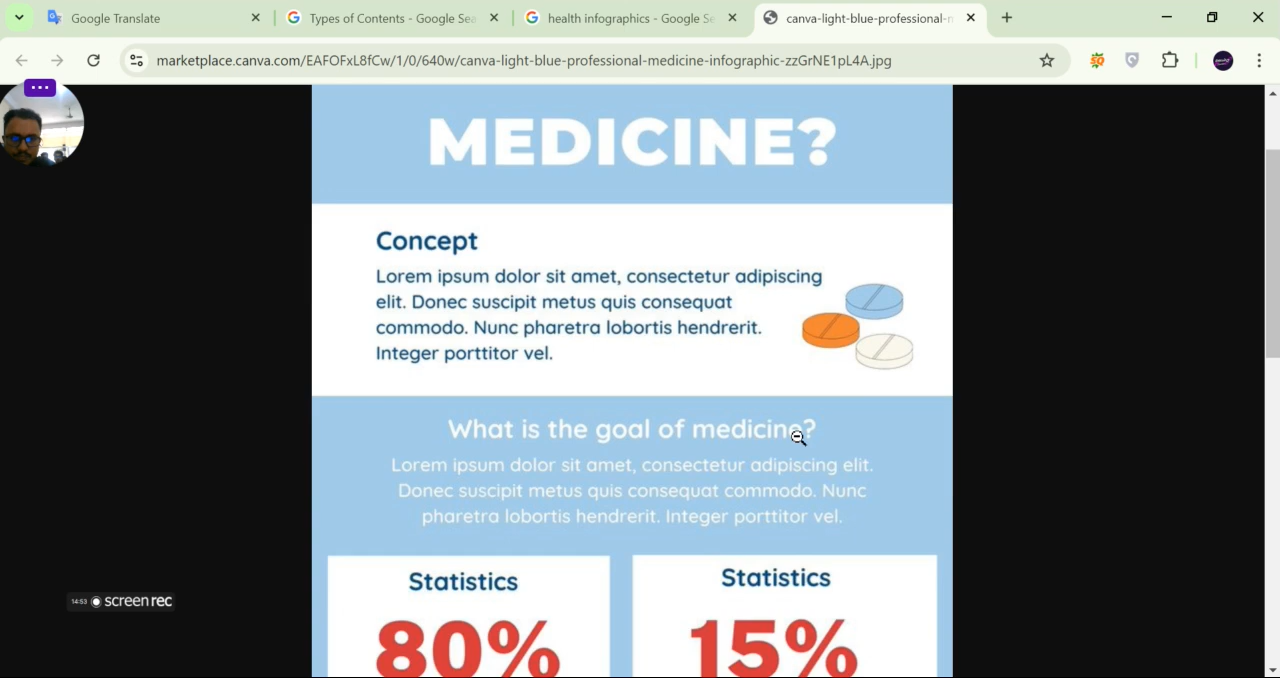 Google Translate
Types of Contents - Google Sea
health infographics - Google Se
canva-light-blue-professional-m
marketplace.canva.com/EAFOFxL8fCw/1/0/640w/canva-light-blue-professional-medicine-infographic-zzGrNE1pL4A.jpg
SQ
MEDICINE?
Concept
Lorem ipsum dolor sit amet, consectetur adipiscing
elit. Donec suscipit metus quis consequat
commodo. Nunc pharetra lobortis hendrerit.
Integer porttitor vel.
What is the goal of medicine?
Lorem ipsum dolor sit amet, consectetur adipiscing elit.
Donec suscipit metus quis consequat commodo. Nunc
pharetra lobortis hendrerit. Integer porttitor vel.
Statistics
80%
Statistics
15%
14:53 screenrec